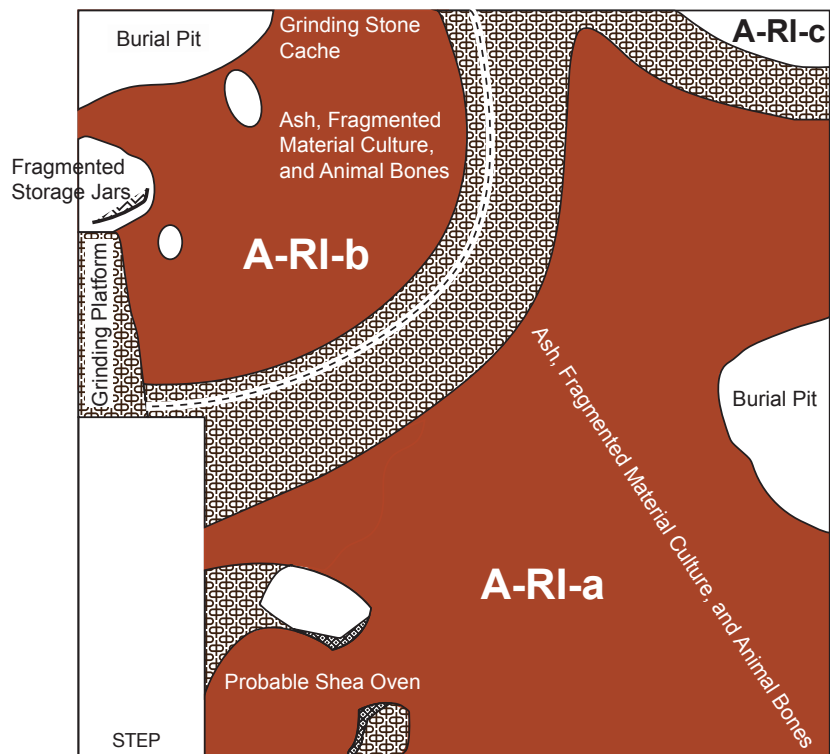 Burial Pit
Grinding Stone
Cache
A-RI-c
Ash, Fragmented
Material Culture,
and Animal Bones
Fragmented
Storage Jars
A-RI-b
Grinding Platform
Ash, Fragmented Material Culture, and Animal Bones
Burial Pit
A-RI-a
Probable Shea Oven
STEP